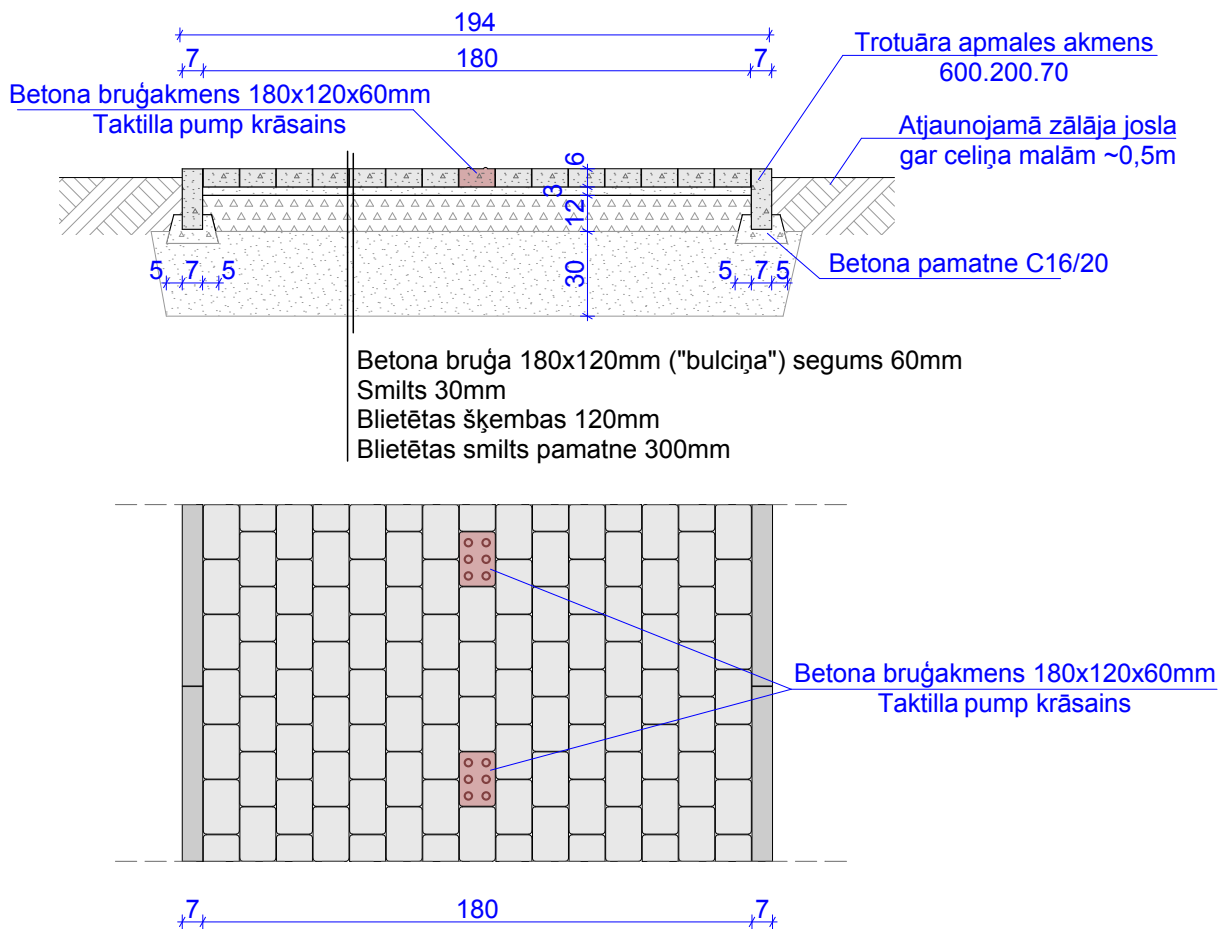 194
7 180 7
Trotuāra apmales akmens
600.200.70
Betona bruģakmens 180x120x60mm
Taktilla pump krāsains
Atjaunojamā zālāja josla
gar celiņa malām ~0,5m
6
3
12
30
5 7 5
5 7 5
Betona pamatne C16/20
Betona bruģa 180x120mm ("bulciņa") segums 60mm
Smilts 30mm
Blietētas šķembas 120mm
Blietētas smilts pamatne 300mm
Betona bruģakmens 180x120x60mm
Taktilla pump krāsains
7 180 7